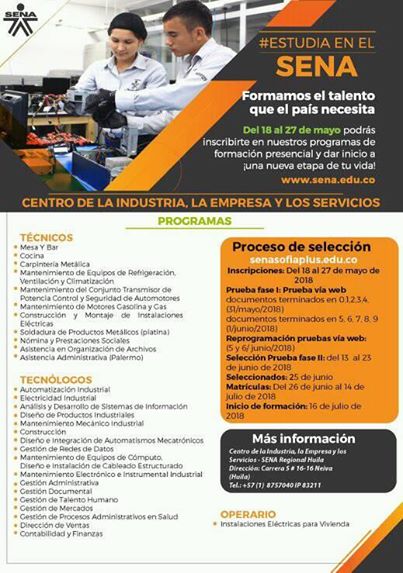 SENA
#ESTUDIA EN EL
SENA
Formamos el talento
que el país necesita
Del 18 al 27 de mayo podrás
inscribirte en nuestros programas de
formación presencial y dar inicio a
¡una nueva etapa de tu vida!
www.sena.edu.co
CENTRO DE LA INDUSTRIA, LA EMPRESA Y LOS SERVICIOS
PROGRAMAS
TÉCNICOS
Mesa Y Bar
Cocina
Carpintería Metálica
Mantenimiento de Equipos de Refrigeración,
Ventilación y Climatización
Mantenimiento del Conjunto Transmisor de
Potencia Control y Seguridad de Automotores
Mantenimiento de Motores Gasolina y Gas
Construcción y Montaje de Instalaciones
Eléctricas
Soldadura de Productos Metálicos (platina)
Nómina y Prestaciones Sociales
Asistencia en Organización de Archivos
Asistencia Administrativa (Palermo)
TECNÓLOGOS
Automatización Industrial
Electricidad Industrial
Análisis y Desarrollo de Sistemas de Información
Diseño de Productos Industriales
Mantenimiento Mecánico Industrial
Construcción
Diseño e Integración de Automatismos Mecatrónicos
Gestión de Redes de Datos
Mantenimiento de Equipos de Cómputo,
Diseño e Instalación de Cableado Estructurado
Mantenimiento Electrónico e Instrumental Industrial
Gestión Administrativa
Gestión Documental
Gestión de Talento Humano
Gestión de Mercados
Gestión de Procesos Administrativos en Salud
Dirección de Ventas
Contabilidad y Finanzas
Proceso de selección
senasofiaplus.edu.co
Inscripciones: Del 18 al 27 de mayo de
2018
Prueba fase I: Prueba vía web
documentos terminados en 0,1,2,3,4,
(31/mayo/2018)
documentos terminados en 5, 6, 7, 8, 9
(1/junio/2018)
Reprogramación pruebas vía web:
(5 y 6/ junio/2018)
Selección Prueba fase II: del 13 al 23
de junio de 2018
Seleccionados: 25 de junio
Matrículas: Del 26 de junio al 14 de
julio de 2018
Inicio de formación: 16 de julio de
2018
Más información
Centro de la Industria, la Empresa y los
Servicios - SENA Regional Huila
Dirección: Carrera 5 # 16-16 Neiva
(Huila)
Tel.: +57 (1) 8757040 IP 83211
OPERARIO
Instalaciones Eléctricas para Vivienda